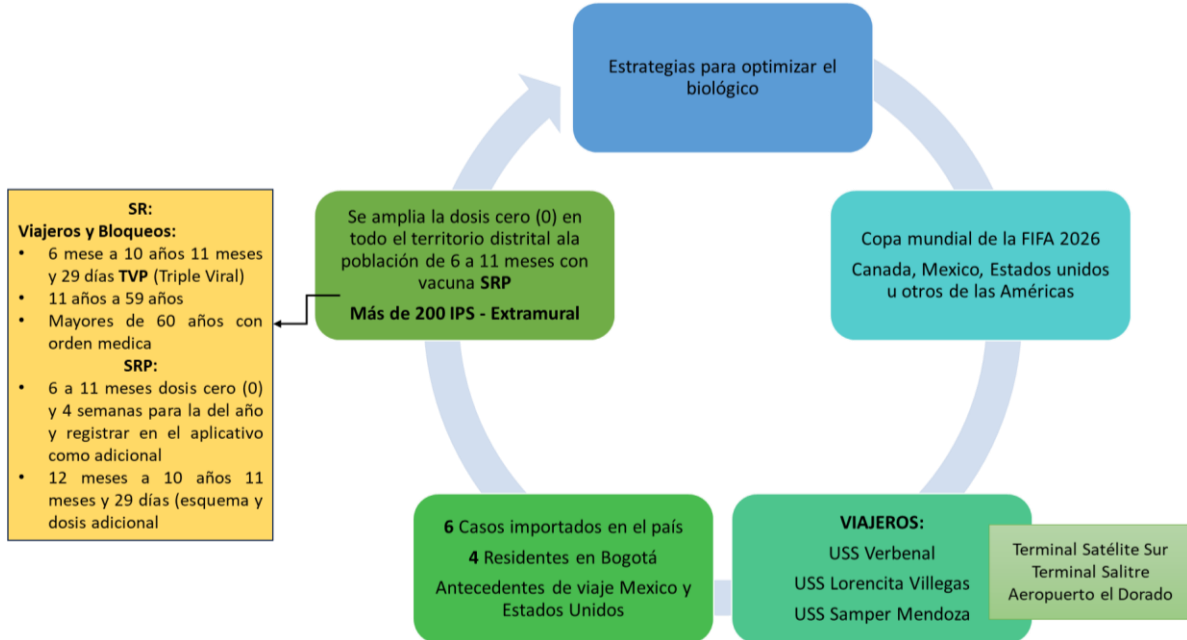 Estrategias para optimizar el
biológico
Copa mundial de la FIFA 2026
Canada, Mexico, Estados unidos
u otros de las Américas
VIAJEROS:
USS Verbenal
USS Lorencita Villegas
USS Samper Mendoza
Terminal Satélite Sur
Terminal Salitre
Aeropuerto el Dorado
6 Casos importados en el país
4 Residentes en Bogotá
Antecedentes de viaje Mexico y
Estados Unidos
Se amplia la dosis cero (0) en
todo el territorio distrital ala
población de 6 a 11 meses con
vacuna SRP
Más de 200 IPS - Extramural
SR:
Viajeros y Bloqueos:
• 6 mese a 10 años 11 meses
y 29 días TVP (Triple Viral)
• 11 años a 59 años
• Mayores de 60 años con
orden medica
SRP:
• 6 a 11 meses dosis cero (0)
y 4 semanas para la del año
y registrar en el aplicativo
como adicional
• 12 meses a 10 años 11
meses y 29 días (esquema y
dosis adicional